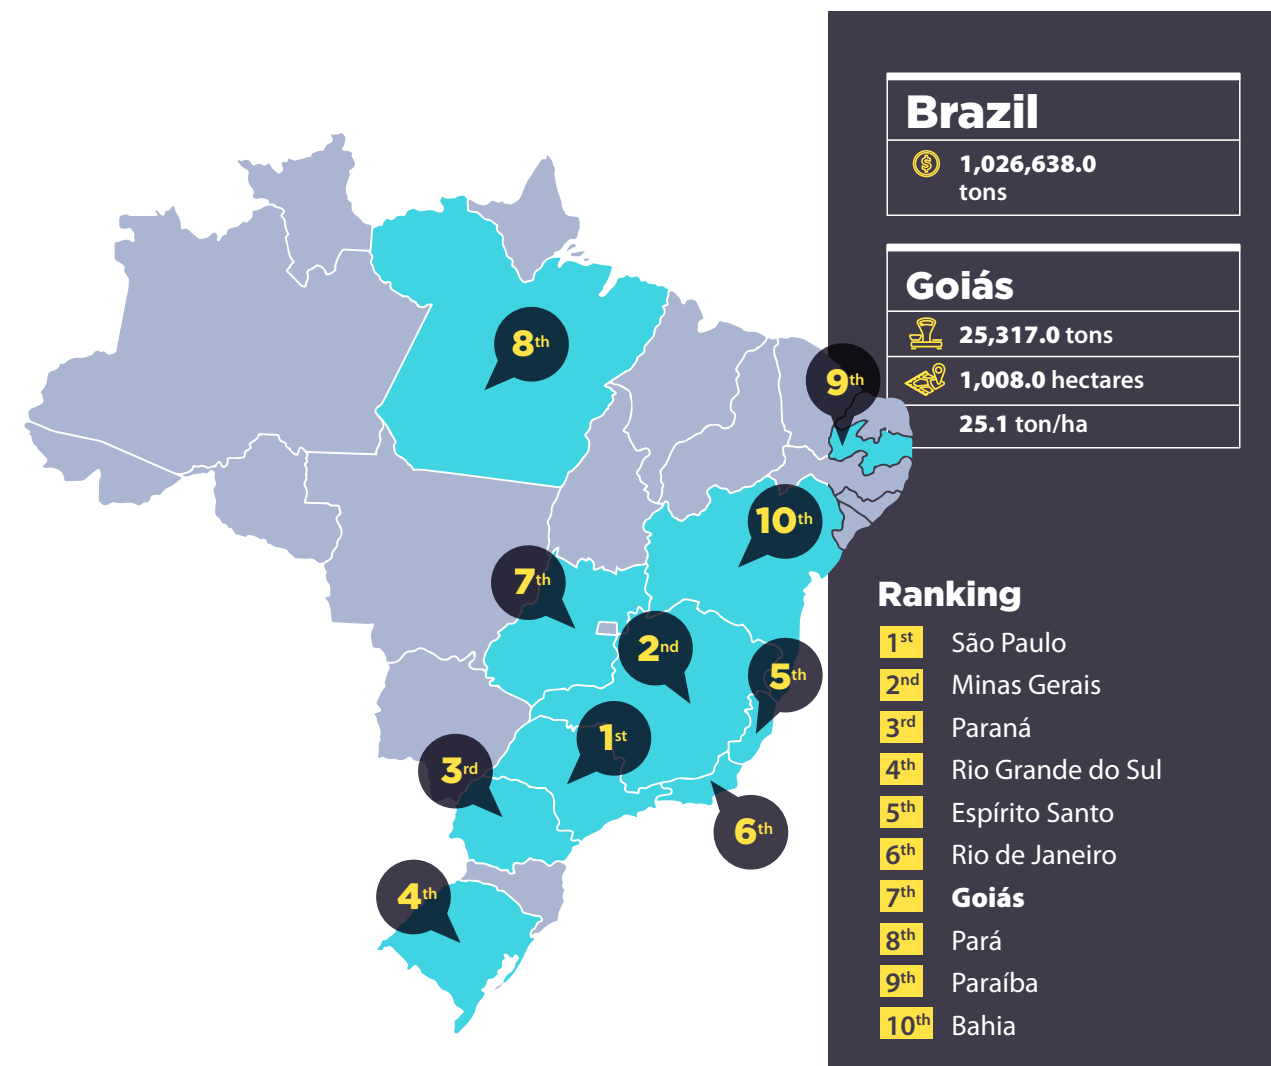 Brazil
1,026,638.0
tons
Goiás
25,317.0 tons
1,008.0 hectares
25.1 ton/ha
8th
9th
10th
7th
2nd
5th
1st
3rd
6th
4th
Ranking
1st São Paulo
2nd Minas Gerais
3rd Paraná
4th Rio Grande do Sul
5th Espírito Santo
6th Rio de Janeiro
7th Goiás
8th Pará
9th Paraíba
10th Bahia